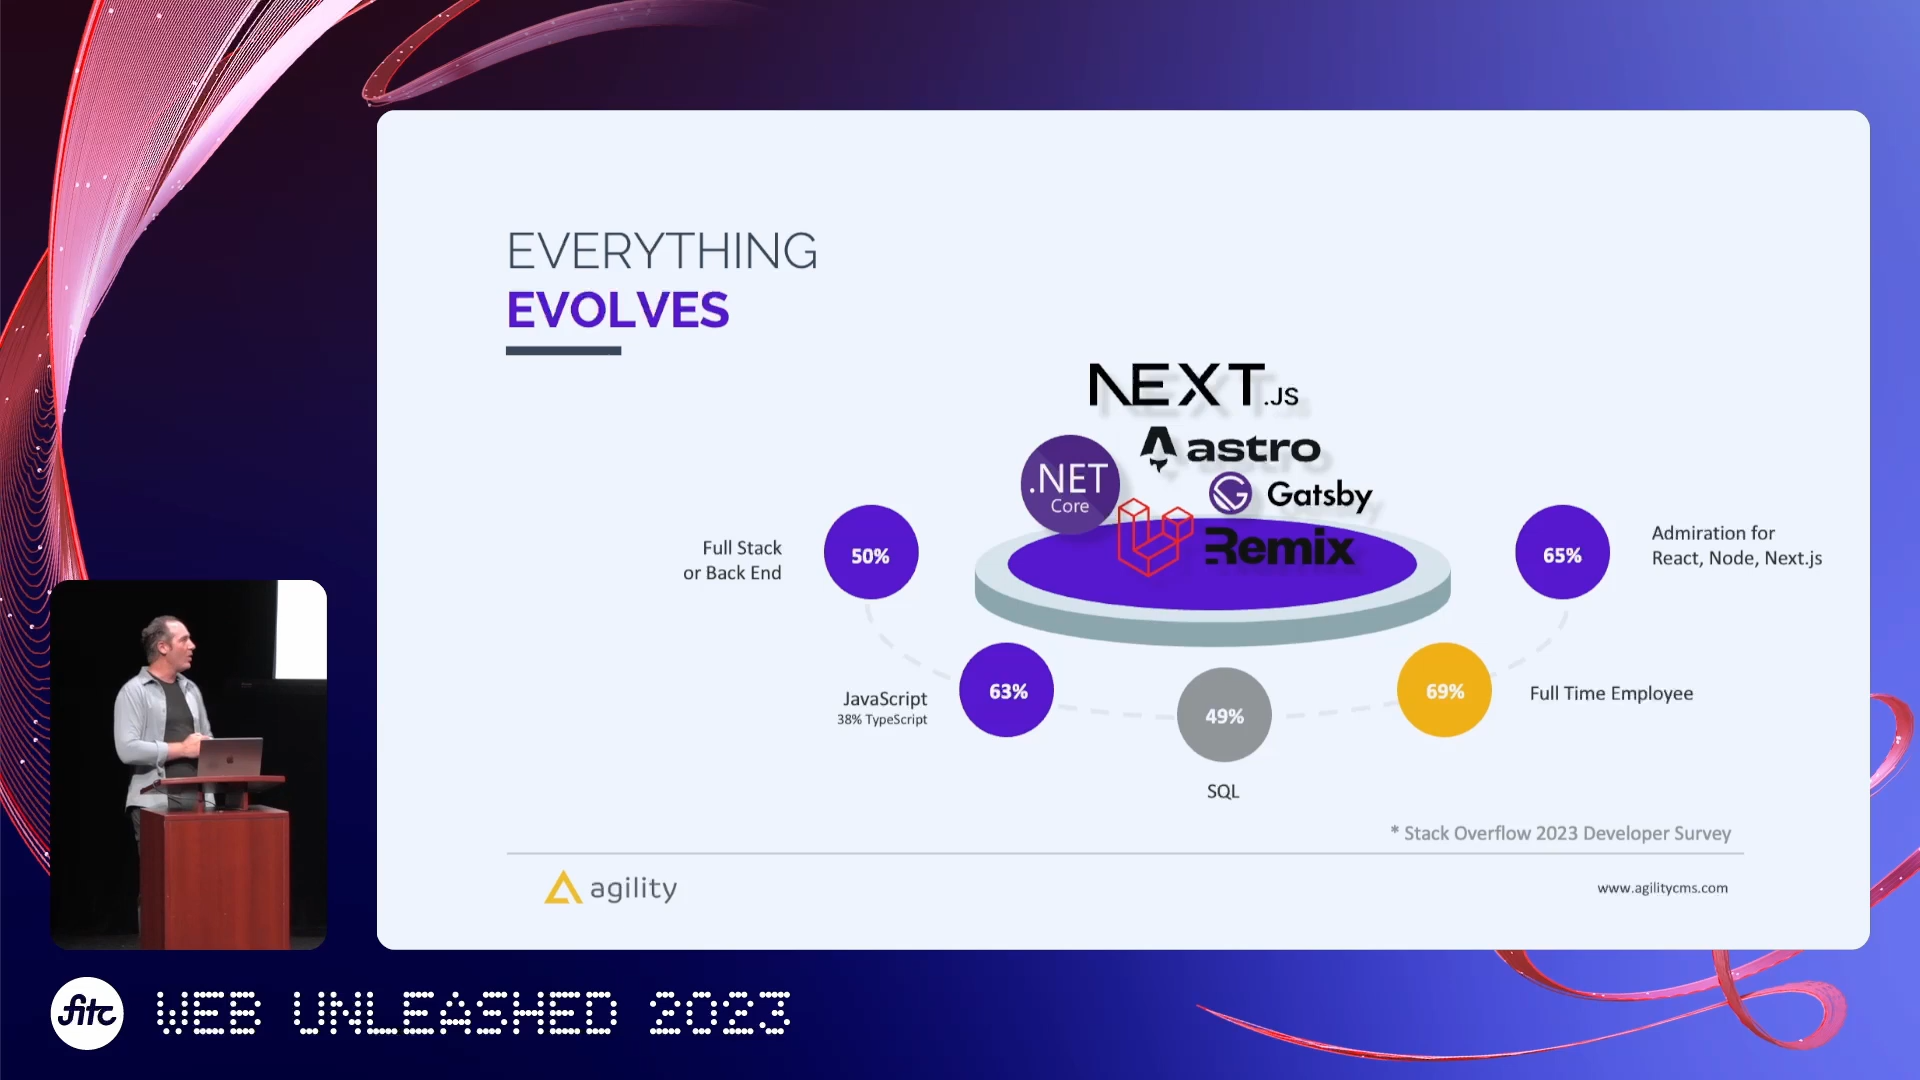 EVERYTHING
EVOLVES
NEXT.JS
astro
.NET
Core
Gatsby
Remix
Full Stack
or Back End
50%
65%
Admiration for
React, Node, Next.js
JavaScript
38% TypeScript
63%
49%
SQL
69%
Full Time Employee
* Stack Overflow 2023 Developer Survey
agility
www.agilitycms.com
fitc
WEB UNLEASHED 2023